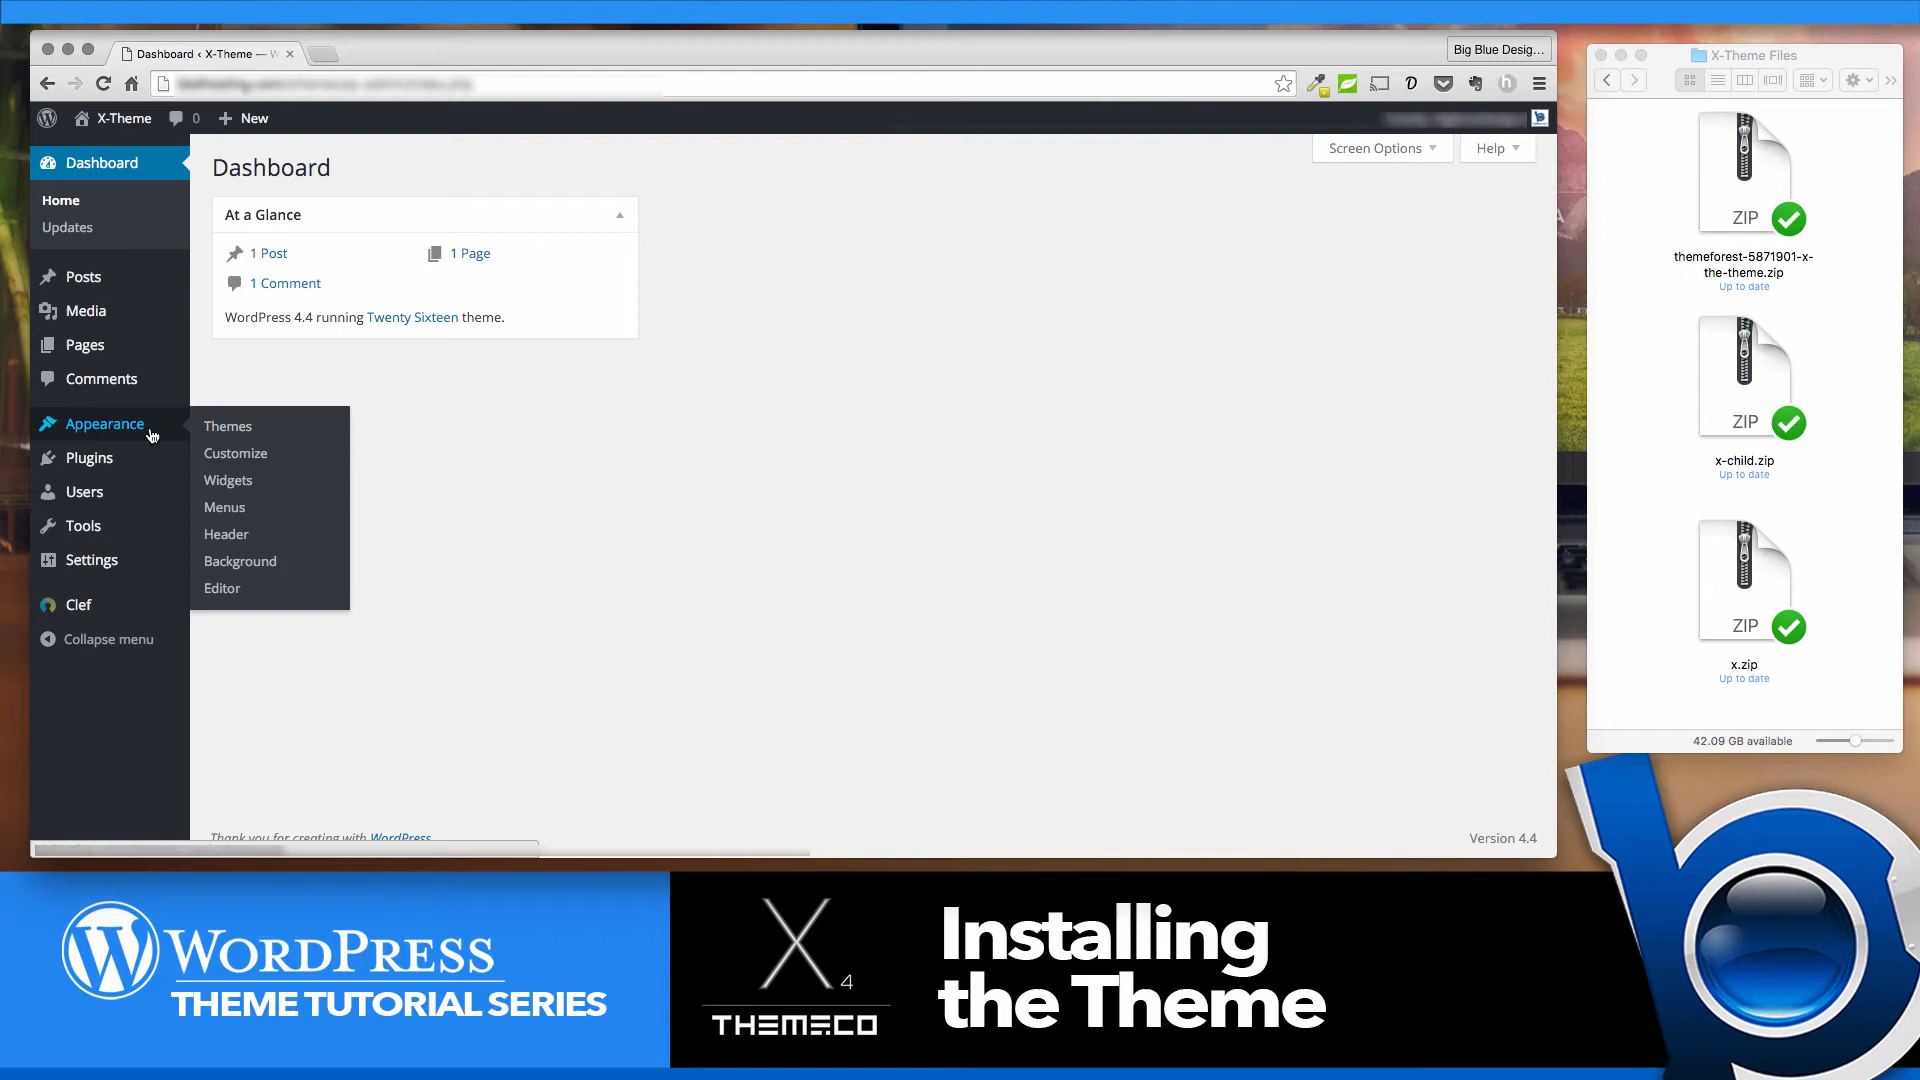 Dashboard ‹ X-Theme — W
Big Blue Desig...
X-Theme
0
New
Dashboard
Home
Updates
Posts
Media
Pages
Comments
Appearance
Plugins
Users
Tools
Settings
Clef
Collapse menu
Themes
Customize
Widgets
Menus
Header
Background
Editor
Dashboard
Screen Options
Help
At a Glance
1 Post
1 Page
1 Comment
WordPress 4.4 running Twenty Sixteen theme.
Thank you for creating with WordPress
Version 4.4
X-Theme Files
ZIP
themeforest-5871901-x-
the-theme.zip
Up to date
ZIP
x-child.zip
Up to date
ZIP
x.zip
Up to date
42.09 GB available
WORDPRESS
THEME TUTORIAL SERIES
X 4
THEMECO
Installing
the Theme